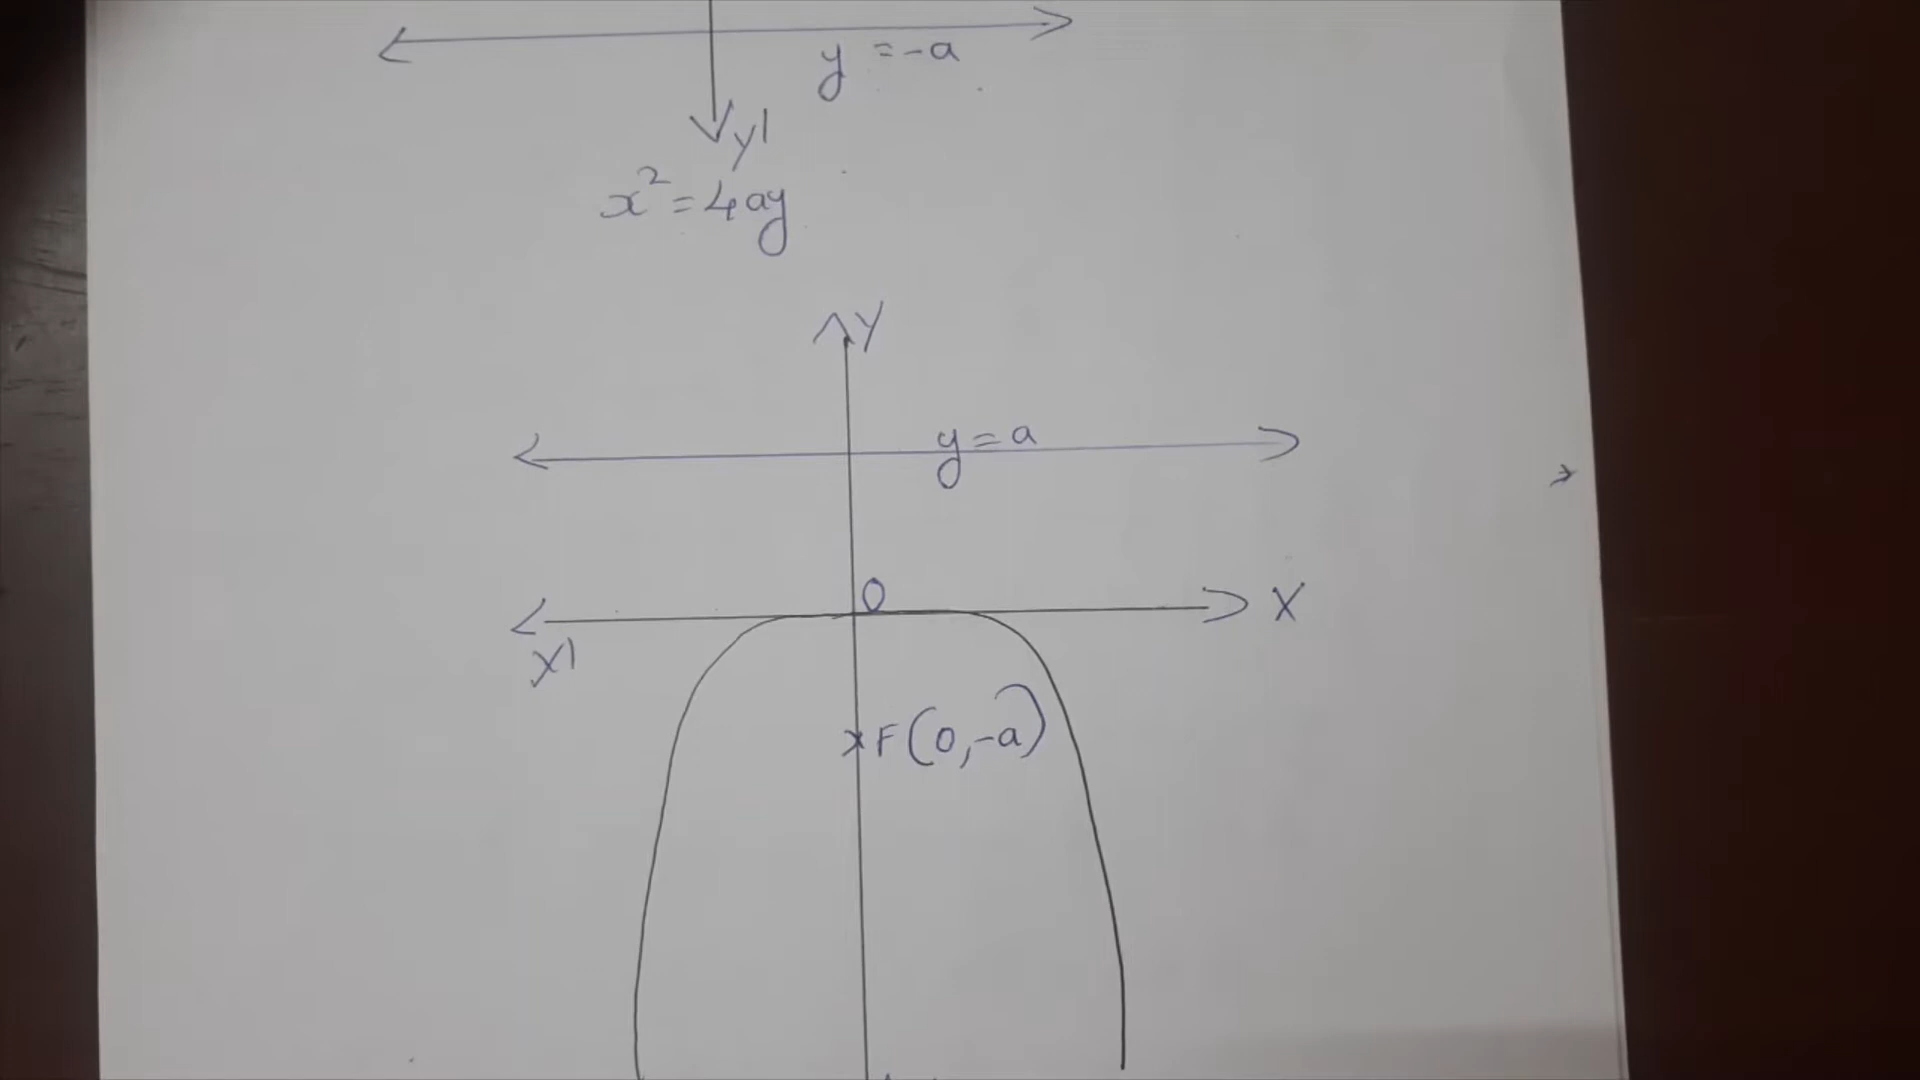 y = -a
y'
x² = 4ay
Y
y = a
O
X
X'
F(0,-a)